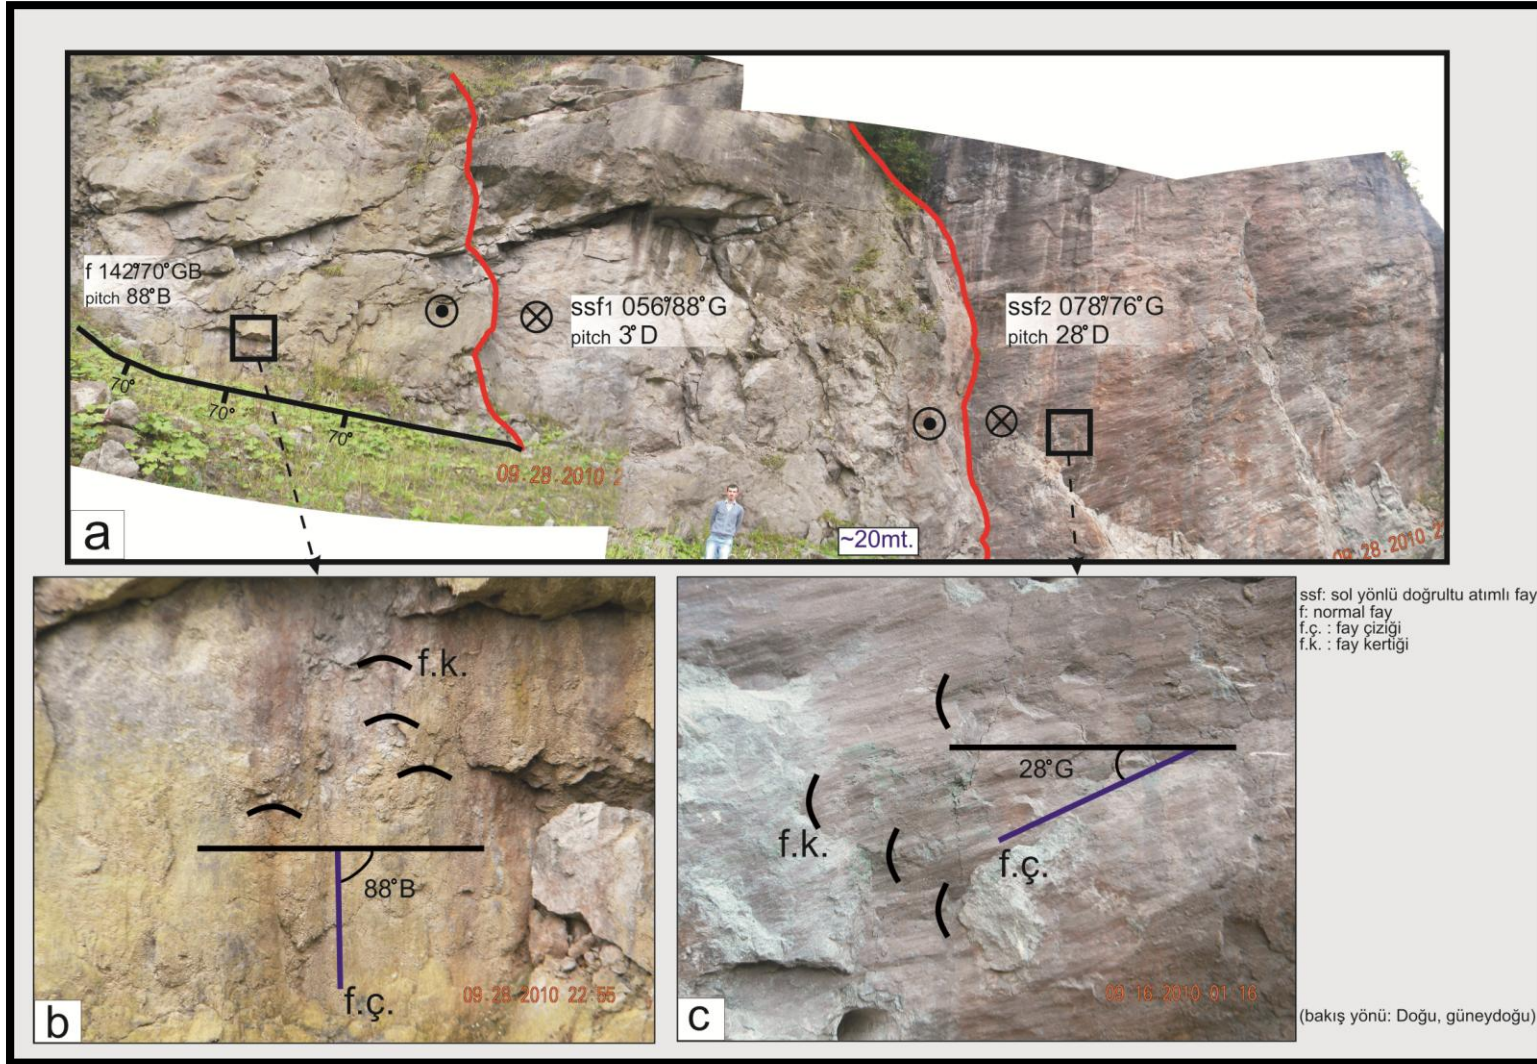 f 142°/70°GB
pitch 88°B
ssf1 056°/88°G
pitch 3°D
ssf2 078°/76°G
pitch 28°D
70°
70°
70°
09.28.2010 2
~20mt.
09.28.2010 2
a
f.k.
88°B
f.ç.
09.28.2010 22:55
b
28°G
f.k.
f.ç.
09.16.2010 01:16
c
ssf: sol yönlü doğrultu atımlı fay
f: normal fay
f.ç. : fay çiziği
f.k. : fay kertiği
(bakış yönü: Doğu, güneydoğu)